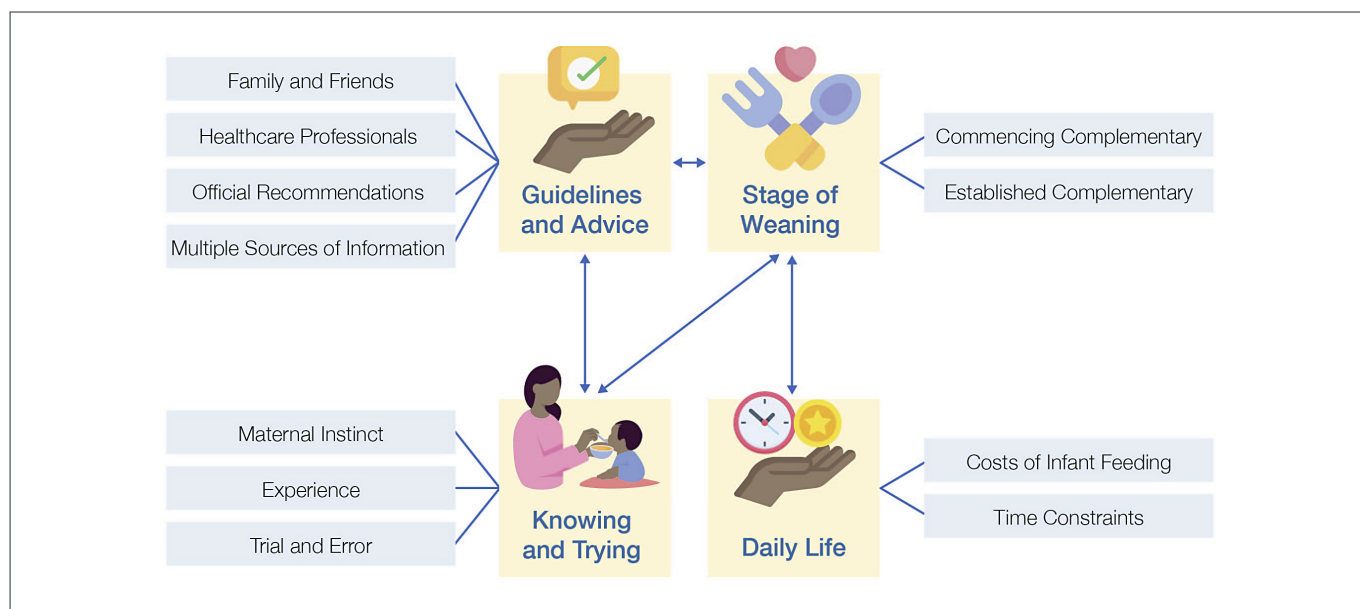 Family and Friends
Healthcare Professionals
Official Recommendations
Multiple Sources of Information
Guidelines
and Advice
Stage of
Weaning
Commencing Complementary
Established Complementary
Maternal Instinct
Experience
Trial and Error
Knowing
and Trying
Daily Life
Costs of Infant Feeding
Time Constraints